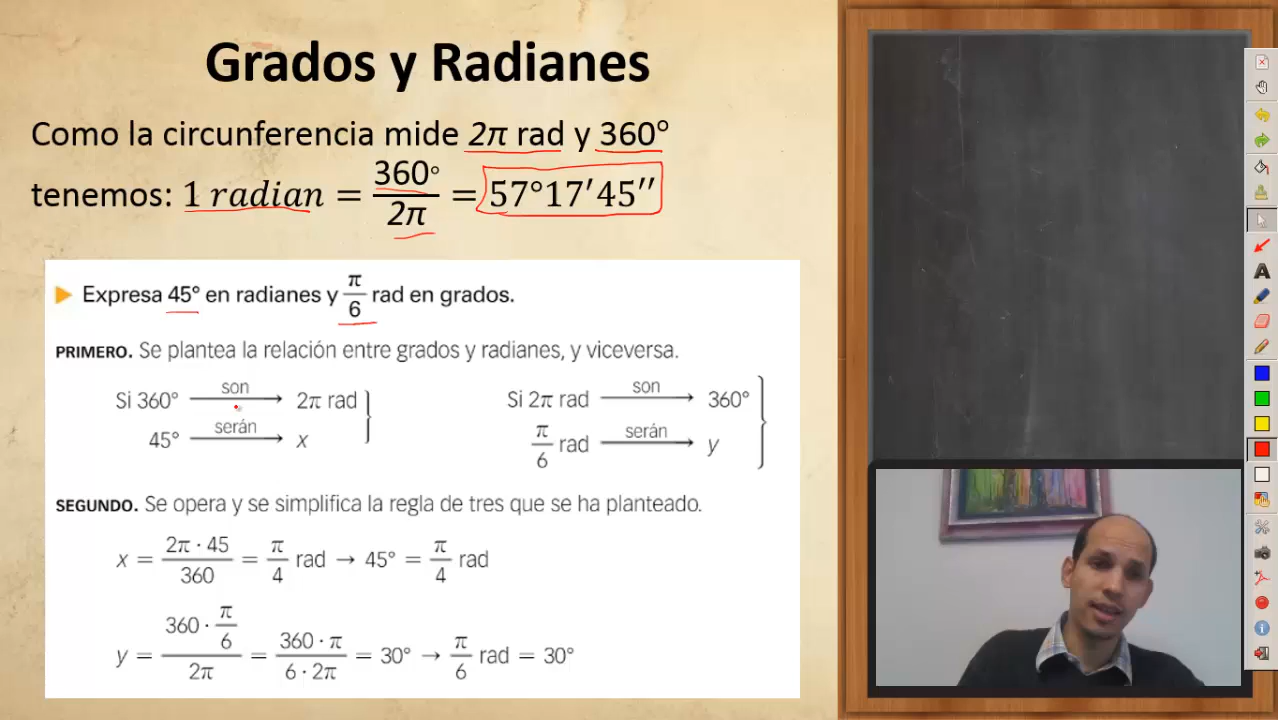 Grados y Radianes
Como la circunferencia mide 2π rad y 360°
tenemos: 1 radian = 360° / 2π = 57°17′45′′
Expresa 45° en radianes y π/6 rad en grados.
PRIMERO. Se plantea la relación entre grados y radianes, y viceversa.
Si 360° son → 2π rad
45° serán → x
Si 2π rad son → 360°
π/6 rad serán → y
SEGUNDO. Se opera y se simplifica la regla de tres que se ha planteado.
x = 2π · 45 / 360 = π/4 rad → 45° = π/4 rad
y = 360 · π/6 / 2π = 360 · π / 6 · 2π = 30° → π/6 rad = 30°